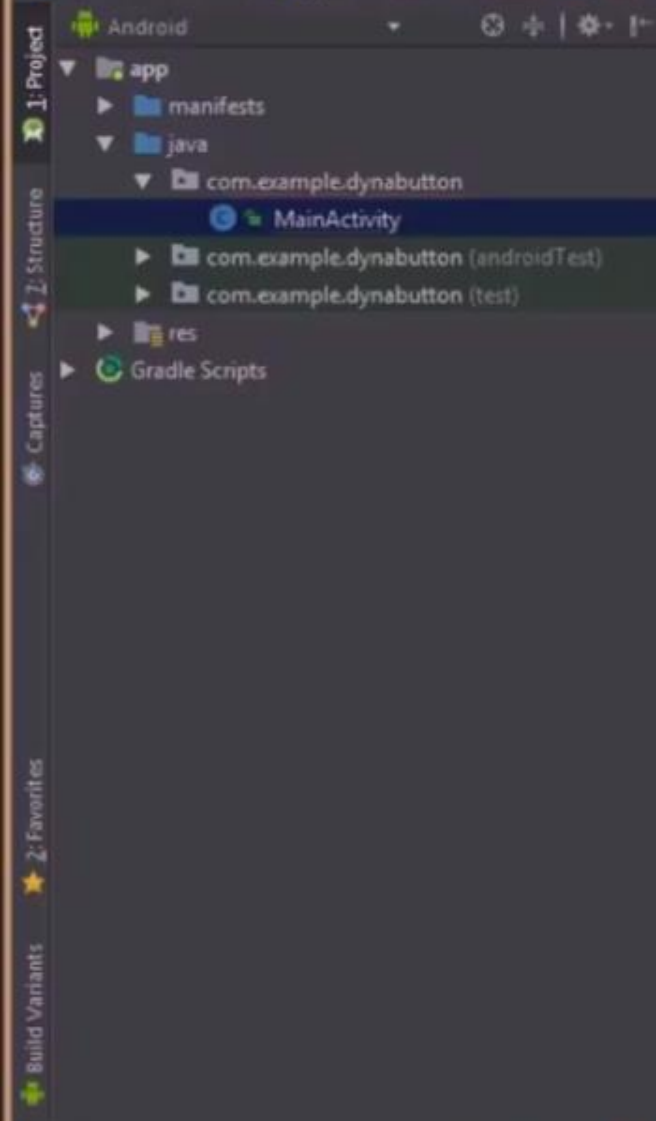 Android
app
manifests
java
com.example.dynabutton
MainActivity
com.example.dynabutton (androidTest)
com.example.dynabutton (test)
res
Gradle Scripts
1: Project
7: Structure
Captures
2: Favorites
Build Variants